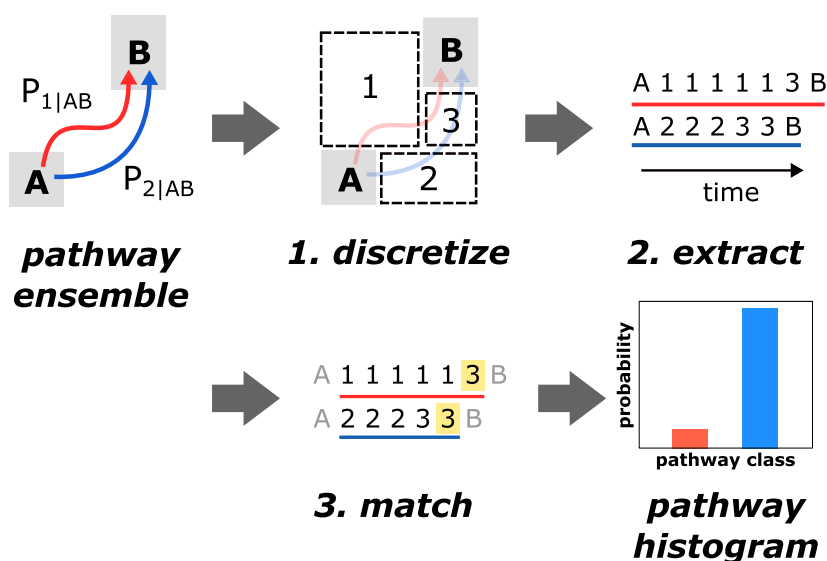 B
P1|AB
A
P2|AB
pathway
ensemble
B
1
3
A
2
1. discretize
A 1 1 1 1 1 3 B
A 2 2 2 3 3 B
time
2. extract
A 1 1 1 1 1 3 B
A 2 2 2 3 3 B
3. match
probability
pathway class
pathway
histogram